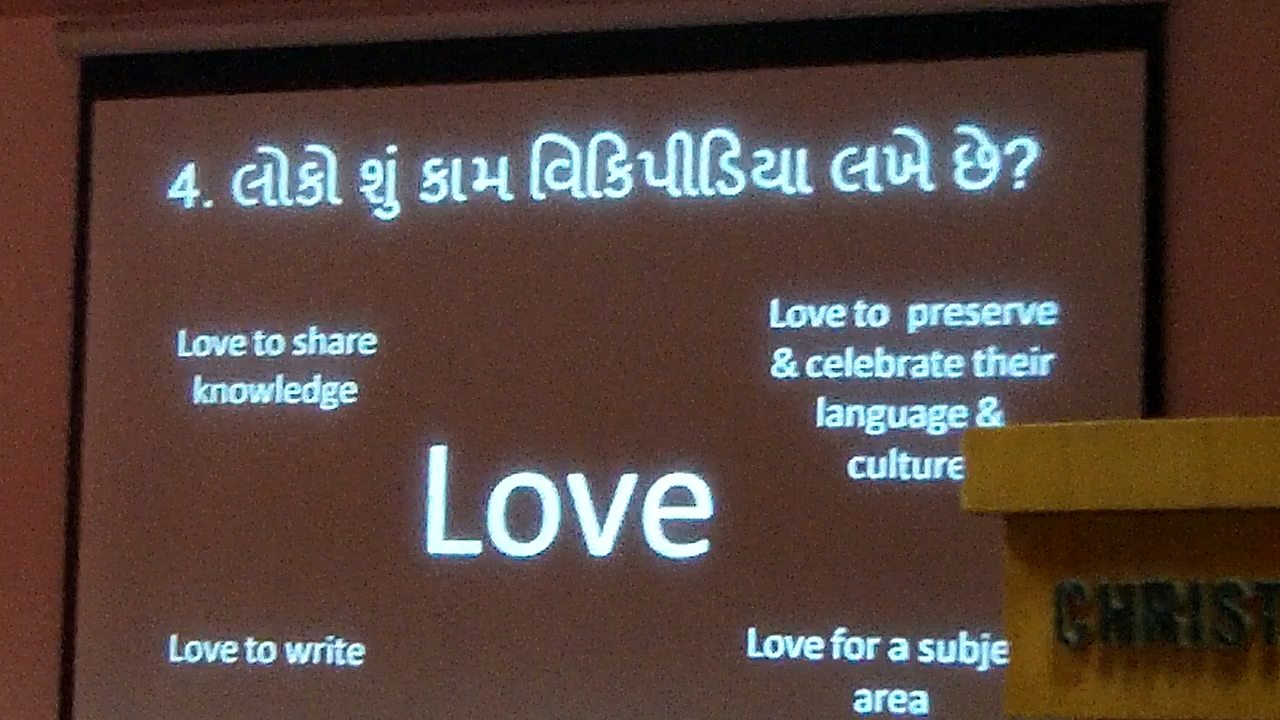 4. લોકો શું કામ વિકિપીડિયા લખે છે?
Love to share
knowledge
Love to preserve
& celebrate their
language &
culture
Love
Love to write
Love for a subje
area
CHRIST